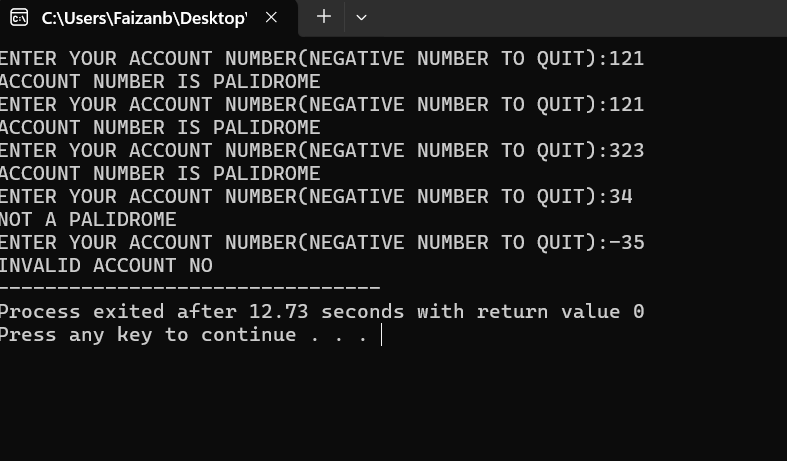 C:\Users\Faizanb\Desktop'
ENTER YOUR ACCOUNT NUMBER(NEGATIVE NUMBER TO QUIT):121
ACCOUNT NUMBER IS PALIDROME
ENTER YOUR ACCOUNT NUMBER(NEGATIVE NUMBER TO QUIT):121
ACCOUNT NUMBER IS PALIDROME
ENTER YOUR ACCOUNT NUMBER(NEGATIVE NUMBER TO QUIT):323
ACCOUNT NUMBER IS PALIDROME
ENTER YOUR ACCOUNT NUMBER(NEGATIVE NUMBER TO QUIT):34
NOT A PALIDROME
ENTER YOUR ACCOUNT NUMBER(NEGATIVE NUMBER TO QUIT):-35
INVALID ACCOUNT NO
--------------------------------
Process exited after 12.73 seconds with return value 0
Press any key to continue . . .